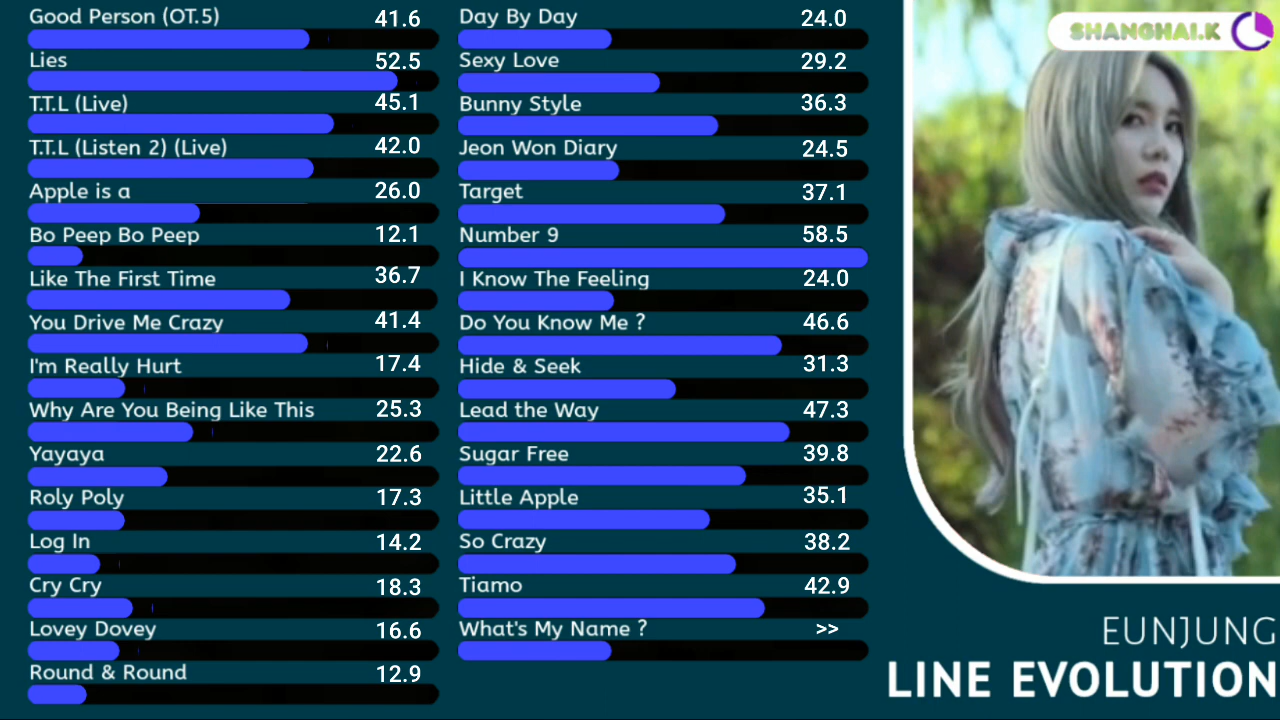 Good Person (OT.5) 41.6
Lies 52.5
T.T.L (Live) 45.1
T.T.L (Listen 2) (Live) 42.0
Apple is a 26.0
Bo Peep Bo Peep 12.1
Like The First Time 36.7
You Drive Me Crazy 41.4
I'm Really Hurt 17.4
Why Are You Being Like This 25.3
Yayaya 22.6
Roly Poly 17.3
Log In 14.2
Cry Cry 18.3
Lovey Dovey 16.6
Round & Round 12.9
Day By Day 24.0
Sexy Love 29.2
Bunny Style 36.3
Jeon Won Diary 24.5
Target 37.1
Number 9 58.5
I Know The Feeling 24.0
Do You Know Me ? 46.6
Hide & Seek 31.3
Lead the Way 47.3
Sugar Free 39.8
Little Apple 35.1
So Crazy 38.2
Tiamo 42.9
What's My Name ? >>
SHANGHAI.K
EUNJUNG
LINE EVOLUTION